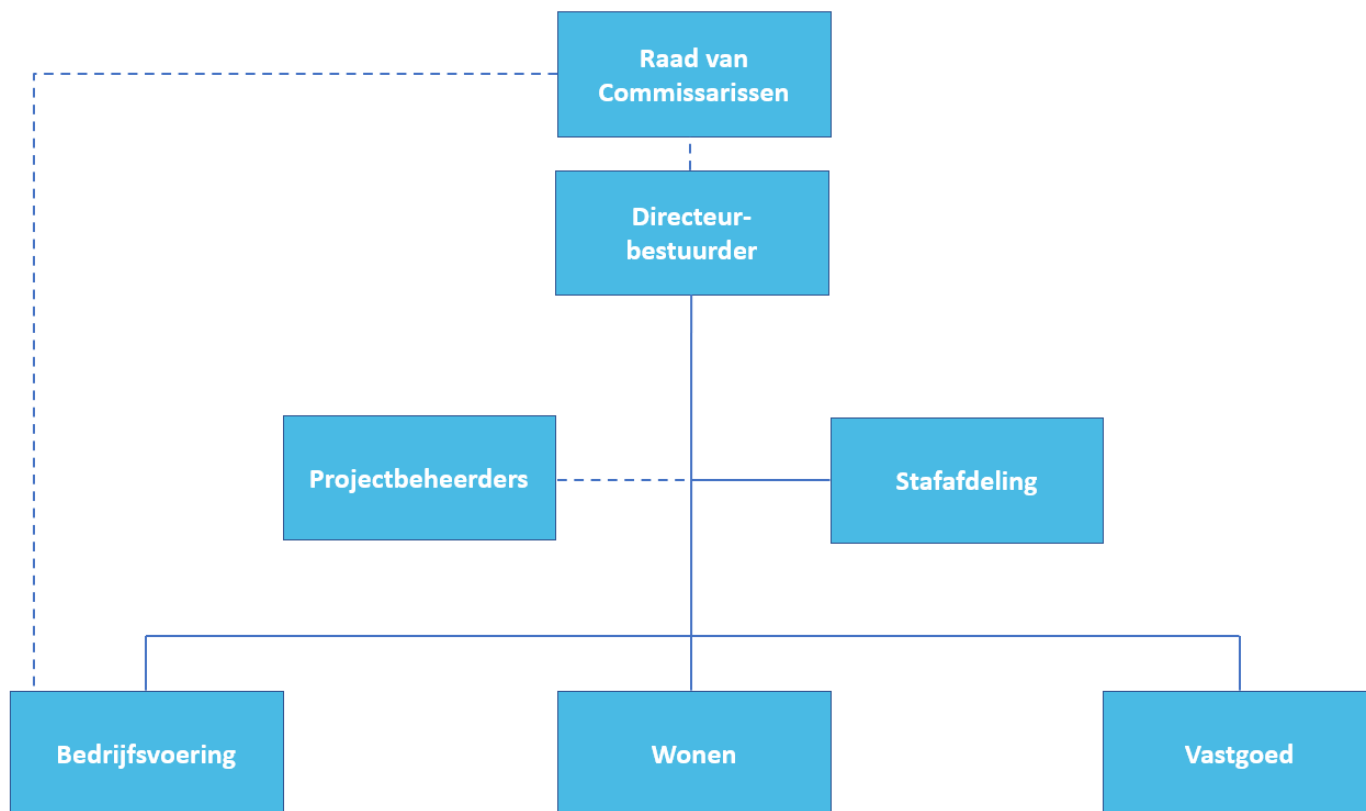 Raad van
Commissarissen
Directeur-
bestuurder
Projectbeheerders
Stafafdeling
Bedrijfsvoering
Wonen
Vastgoed